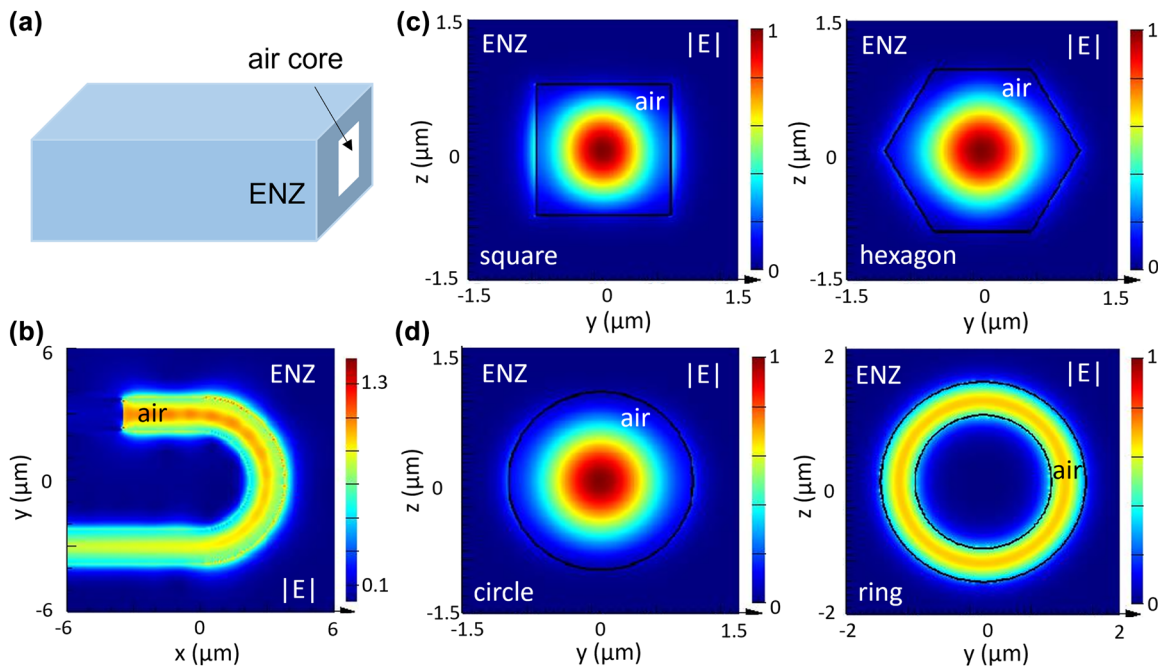 (a)
air core
ENZ
(b)
6
ENZ
1.3
air
y (μm)
0
0.1
|E|
-6
-6
0
6
x (μm)
(c)
1.5
ENZ
|E|
1
air
z (μm)
0
square
-1.5
0
-1.5
0
1.5
y (μm)
1.5
ENZ
|E|
1
air
z (μm)
0
hexagon
-1.5
0
-1.5
0
1.5
y (μm)
(d)
1.5
ENZ
|E|
1
air
z (μm)
0
circle
-1.5
0
-1.5
0
1.5
y (μm)
2
ENZ
|E|
1
air
z (μm)
0
ring
-2
0
-2
0
2
y (μm)